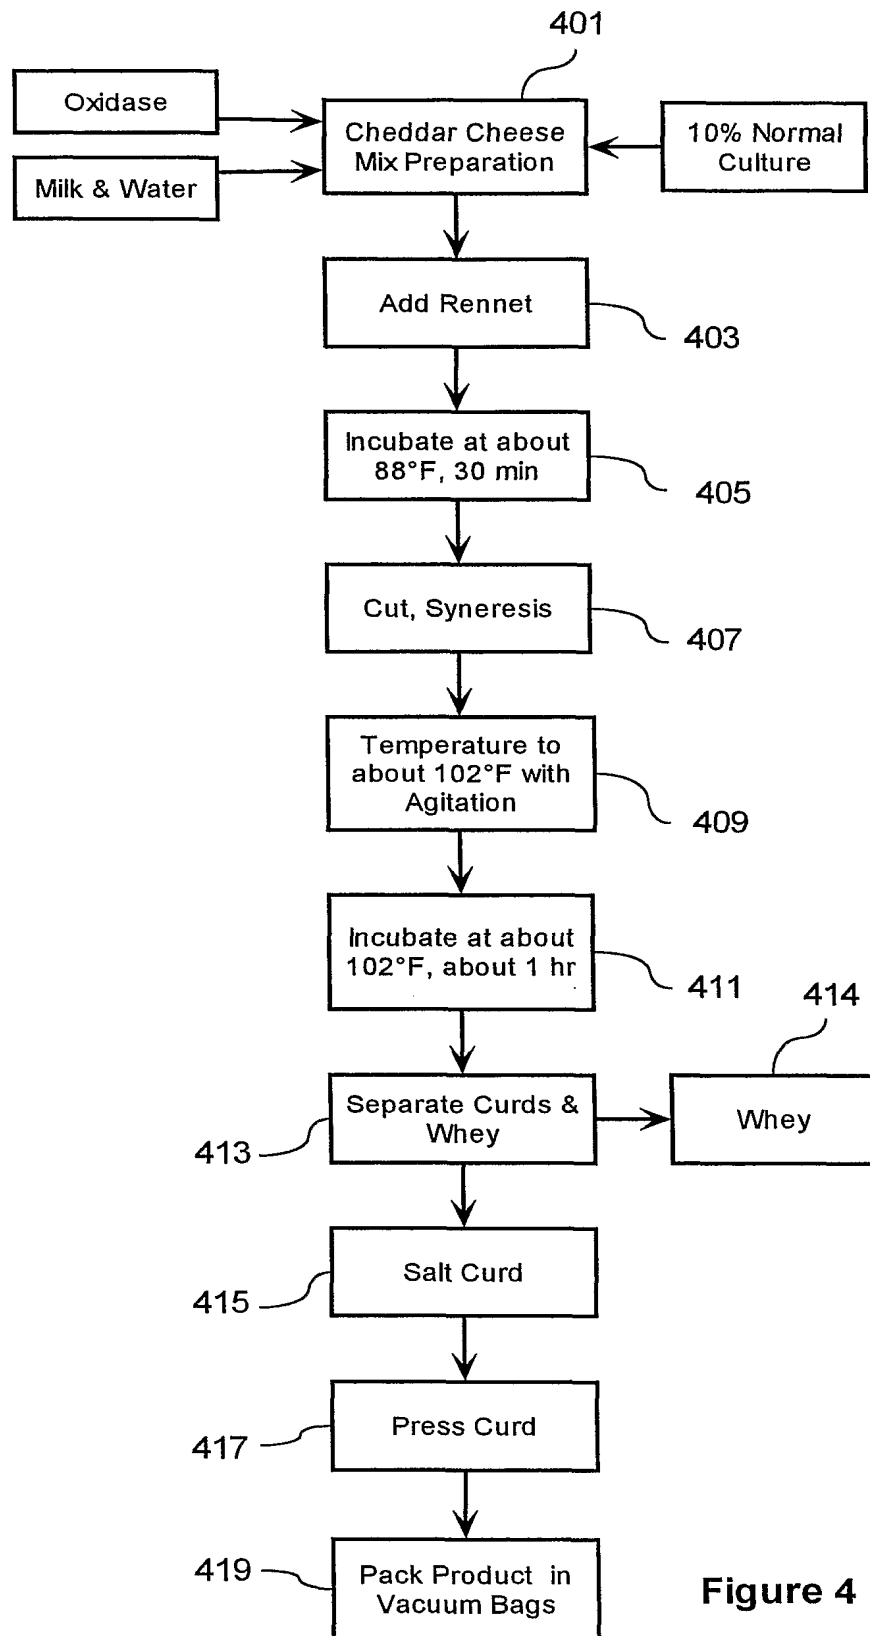 401
Oxidase
Cheddar Cheese
Mix Preparation
10% Normal
Culture
Milk & Water
Add Rennet
403
Incubate at about
88°F, 30 min
405
Cut, Syneresis
407
Temperature to
about 102°F with
Agitation
409
Incubate at about
102°F, about 1 hr
411
414
Separate Curds &
Whey
Whey
413
Salt Curd
415
Press Curd
417
419
Pack Product in
Vacuum Bags
Figure 4